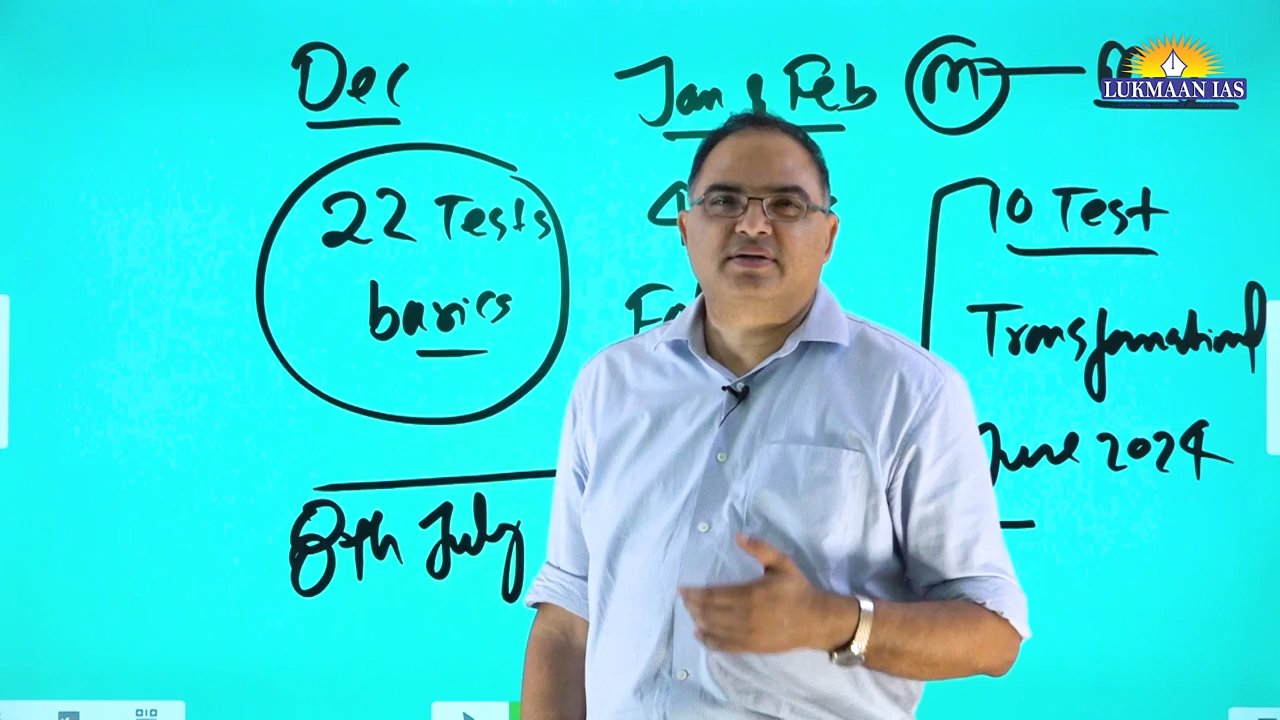 Dec
Jan & Feb
M
LUKMAAN IAS
22 Tests
basics
10 Test
Transformational
June 2024
8th July